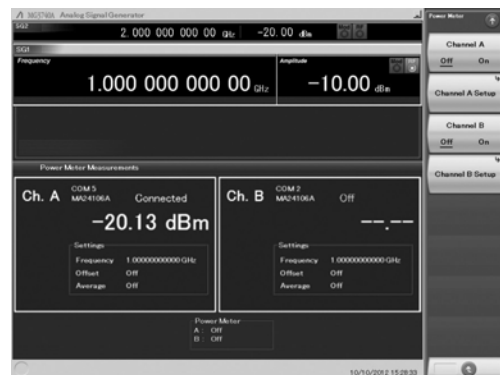 MG3740A Analog Signal Generator
SG2
2. 000 000 000 00 GHz -20. 00 dBm
SG1
Frequency
1.000 000 000 00 GHz
Amplitude
-10.00 dBm
Power Meter Measurements
Ch. A COM 5 MA24106A Connected
-20.13 dBm
Settings
Frequency 1.00000000000 GHz
Offset Off
Average Off
Ch. B COM 2 MA24106A Off
--.--
Settings
Frequency 1.00000000000 GHz
Offset Off
Average Off
Power Meter
A : Off
B : Off
10/10/2012 15:28:33
Power Meter
Channel A
Off On
Channel A Setup
Channel B
Off On
Channel B Setup